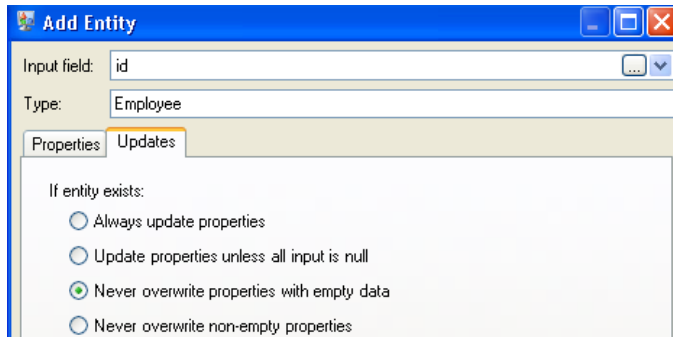 Add Entity
Input field: id ...
Type: Employee
Properties Updates
If entity exists:
Always update properties
Update properties unless all input is null
Never overwrite properties with empty data
Never overwrite non-empty properties